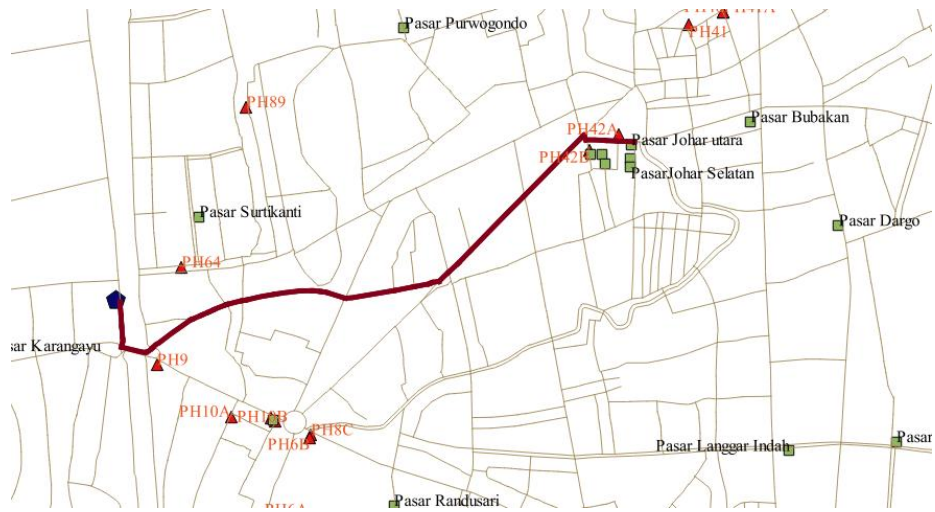 Pasar Purwogondo
PH41
PH89
Pasar Bubakan
PH42A
Pasar Johar utara
PH42B
PasarJohar Selatan
Pasar Surtikanti
Pasar Dargo
PH64
sar Karangayu
PH9
PH10A
PH10B
PH8C
PH6B
Pasar Langgar Indah
Pasar
Pasar Randusari
PH6A